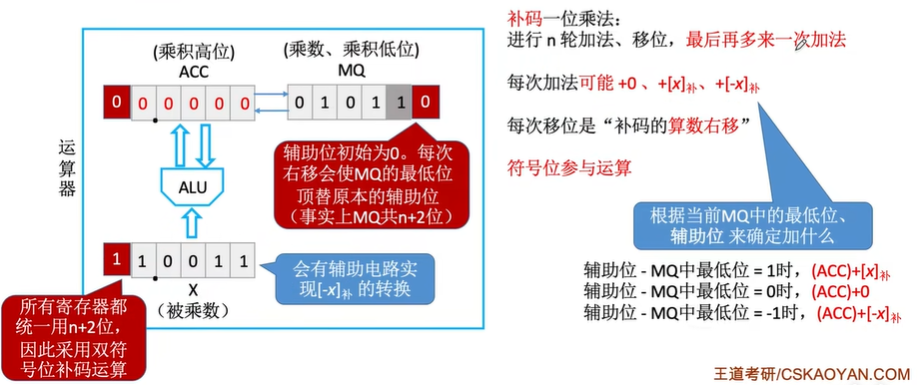 (乘积高位)
ACC
(乘数、乘积低位)
MQ
0 0 0 0 0 0
0 1 0 1 1 0
运算器
ALU
辅助位初始为0。每次
右移会使MQ的最低位
顶替原本的辅助位
(事实上MQ共n+2位)
1 1 0 0 1 1
X
(被乘数)
会有辅助电路实
现[-x]补 的转换
所有寄存器都
统一用n+2位，
因此采用双符
号位补码运算
补码一位乘法：
进行 n 轮加法、移位，最后再多来一次加法
每次加法可能 +0 、+[x]补、+[-x]补
每次移位是“补码的算数右移”
符号位参与运算
根据当前MQ中的最低位、
辅助位 来确定加什么
辅助位 - MQ中最低位 = 1时，(ACC)+[x]补
辅助位 - MQ中最低位 = 0时，(ACC)+0
辅助位 - MQ中最低位 = -1时，(ACC)+[-x]补
王道考研/CSKAOYAN.COM